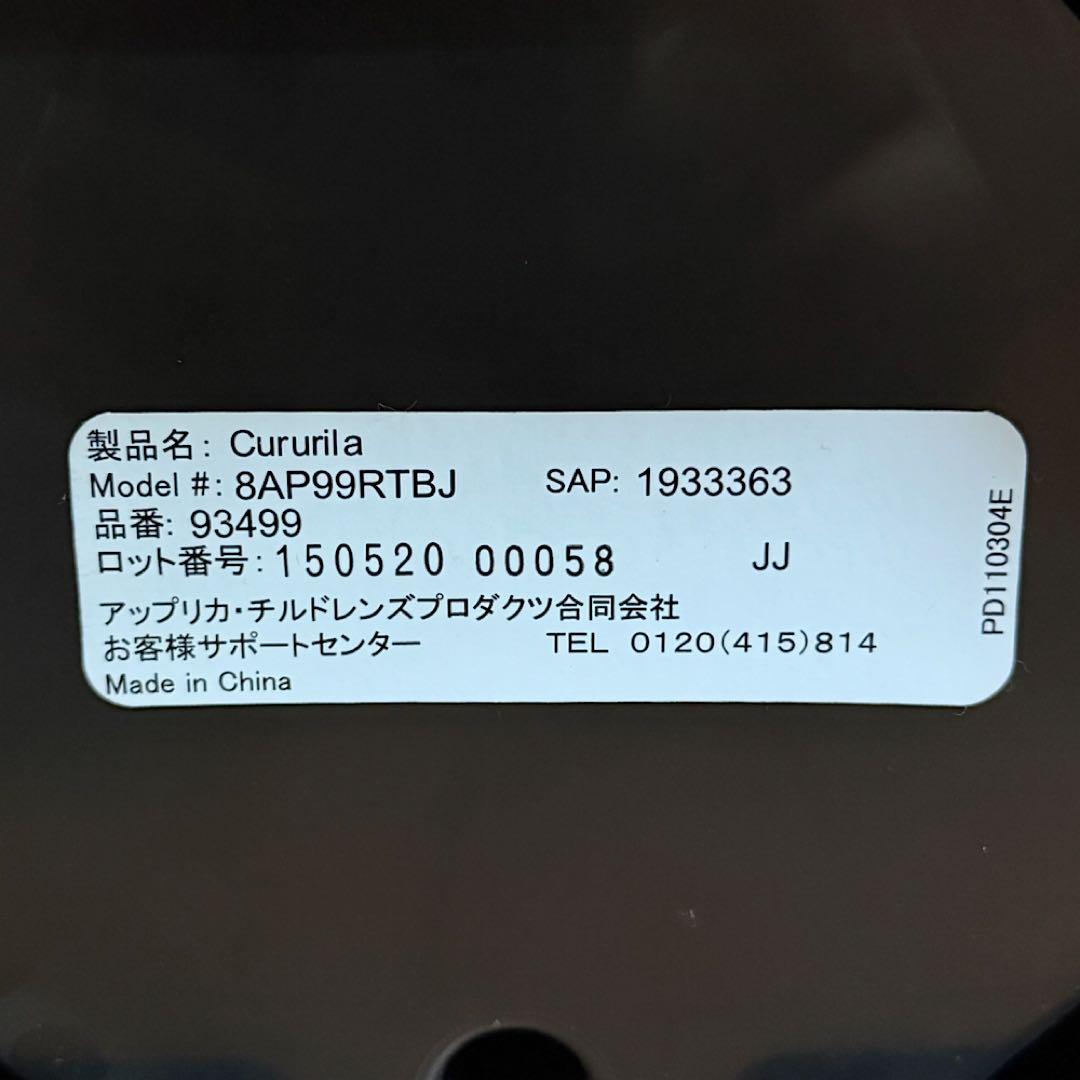 製品名: Cururila
Model #: 8AP99RTBJ SAP: 1933363
品番: 93499
ロット番号: 150520 00058 JJ
アップリカ・チルドレンズプロダクツ合同会社
お客様サポートセンター TEL 0120(415)814
Made in China
PD110304E